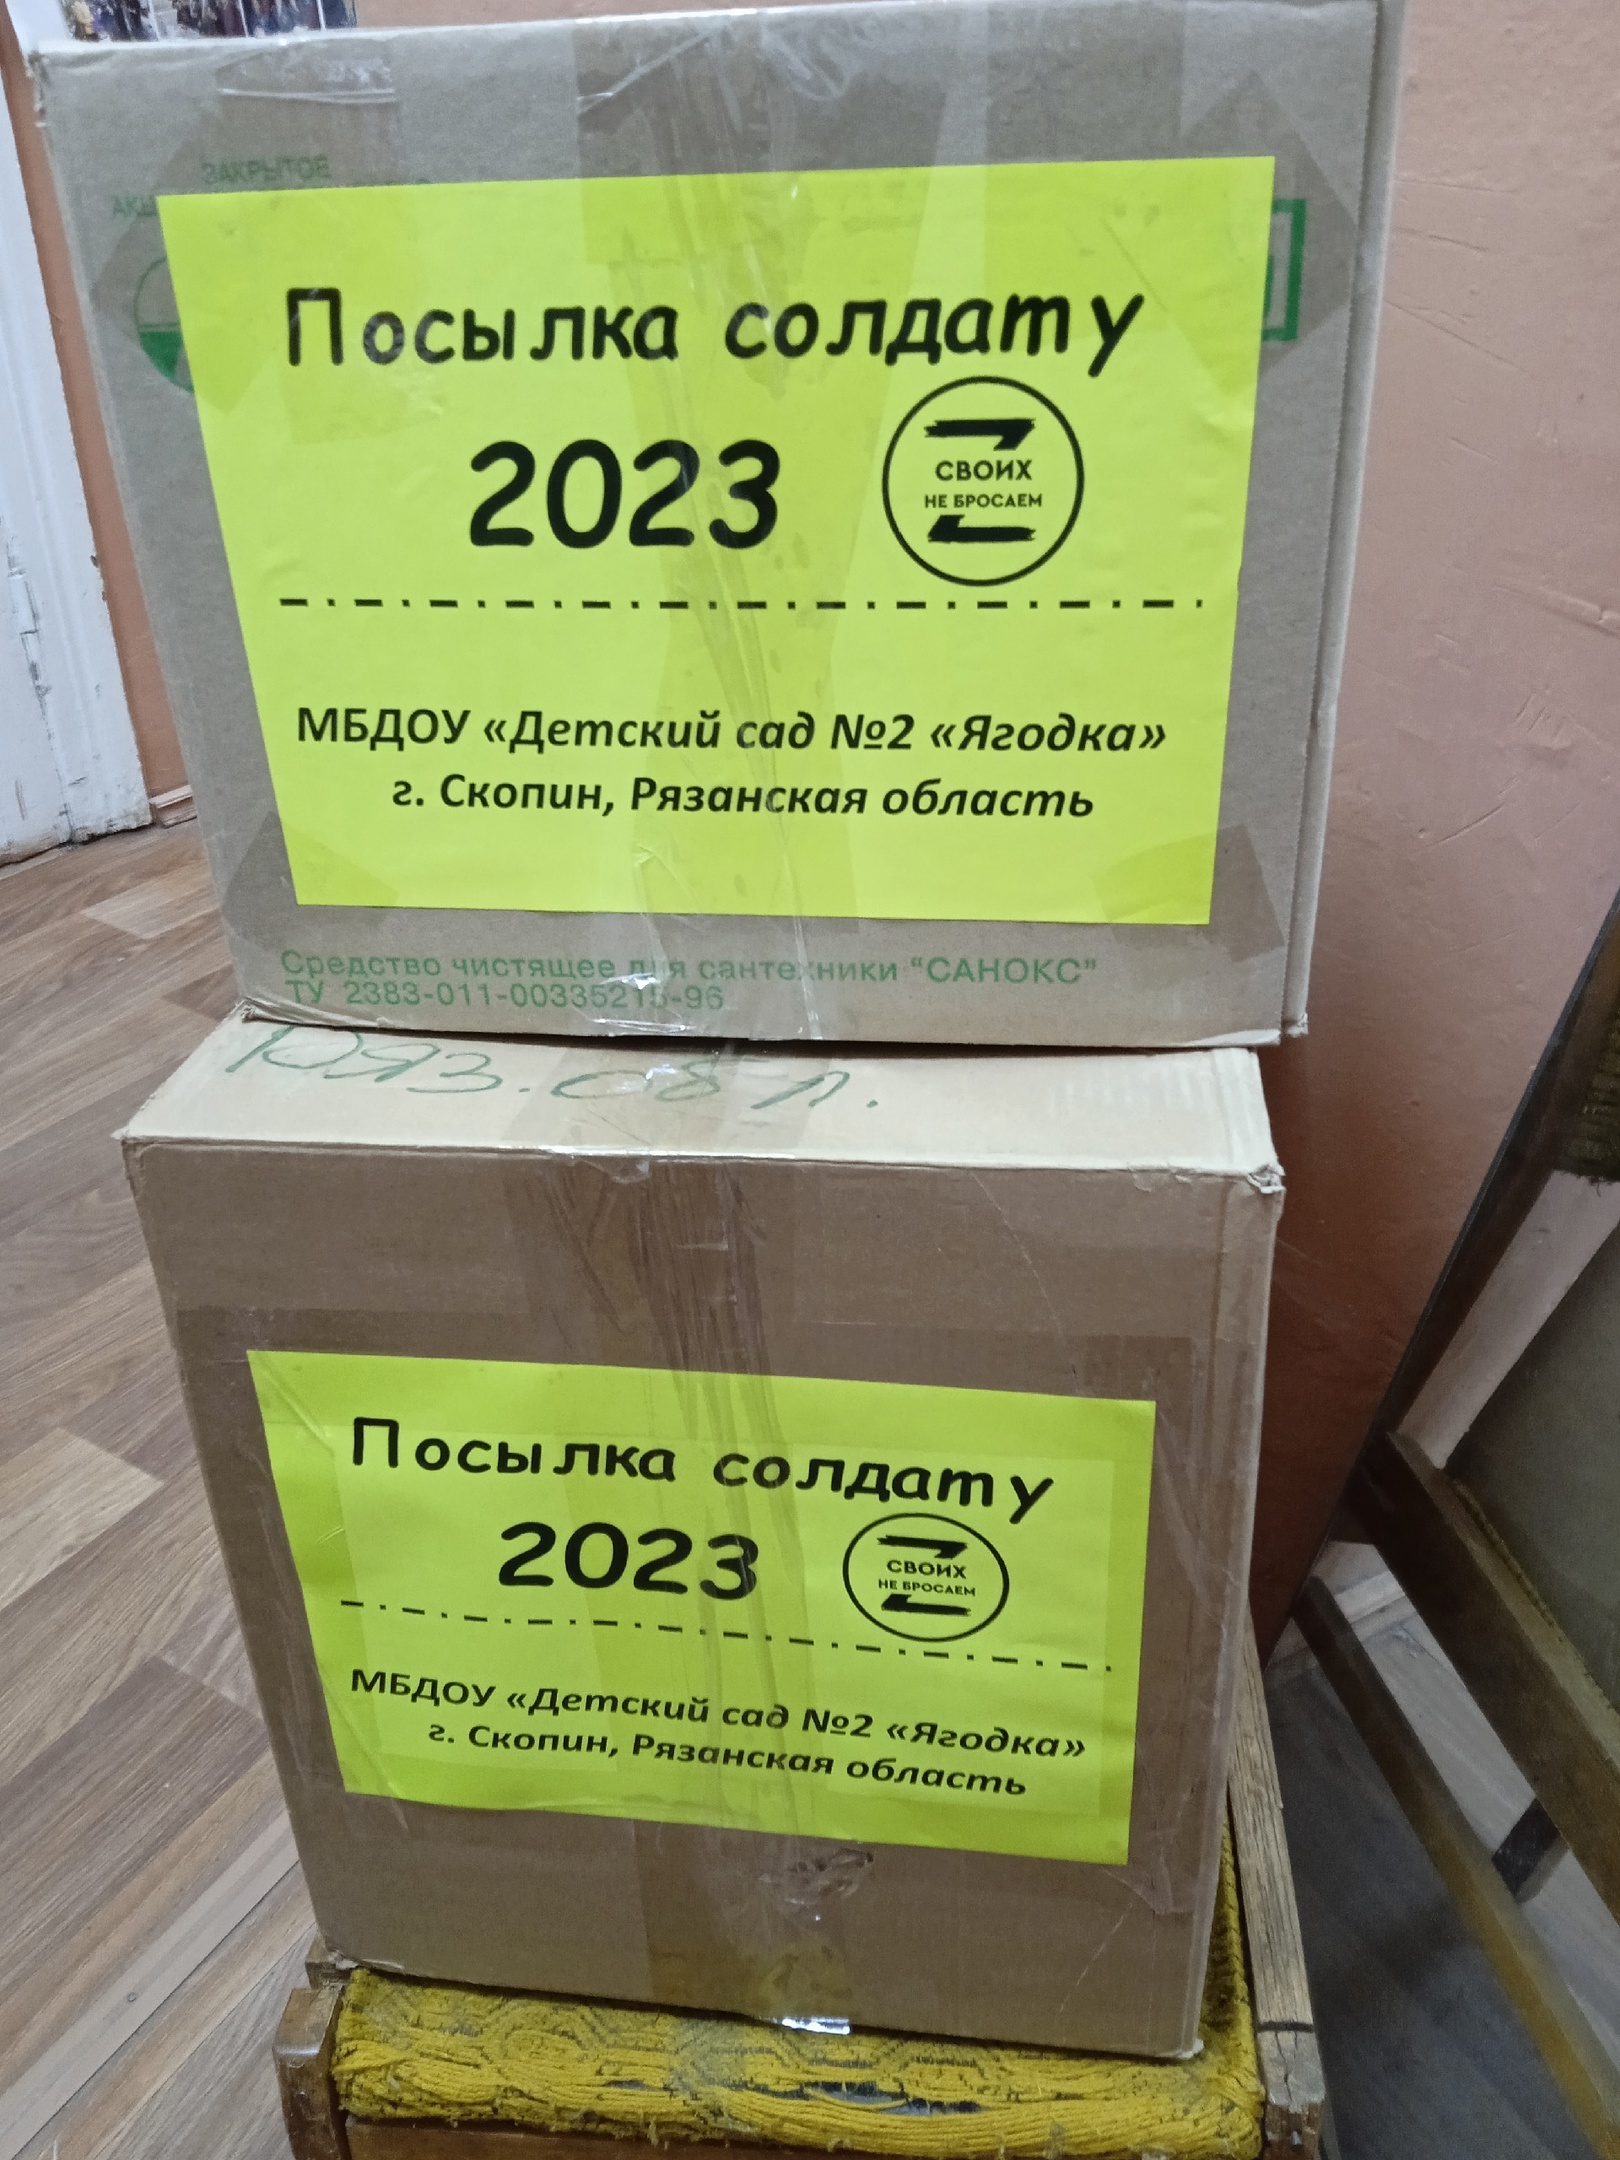 ЗАКРЫТОЕ
Посылка солдату
2023
СВОИХ
НЕ БРОСАЕМ
МБДОУ «Детский сад №2 «Ягодка»
г. Скопин, Рязанская область
Средство чистящее для сантехники "САНОКС"
ТУ 2383-011-00335215-96
Посылка солдату
2023
СВОИХ
НЕ БРОСАЕМ
МБДОУ «Детский сад №2 «Ягодка»
г. Скопин, Рязанская область